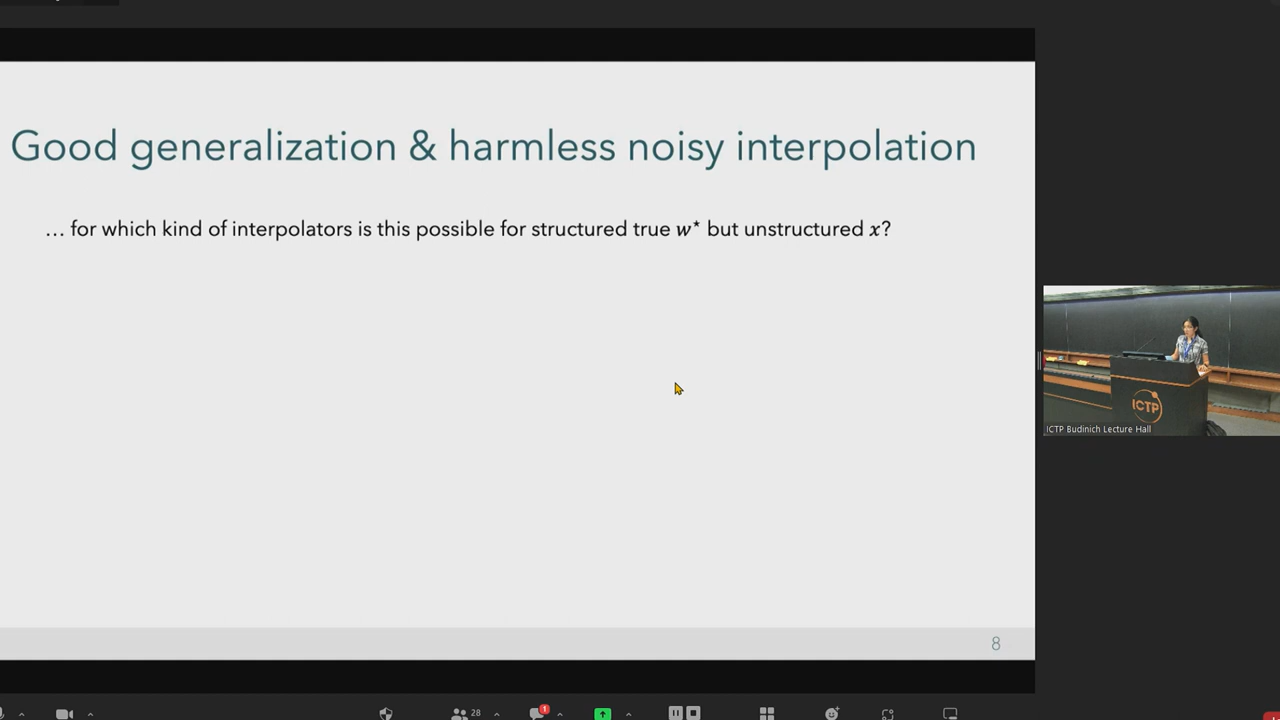 Good generalization & harmless noisy interpolation
… for which kind of interpolators is this possible for structured true w* but unstructured x?
ICTP
ICTP Budinich Lecture Hall
8
28
1